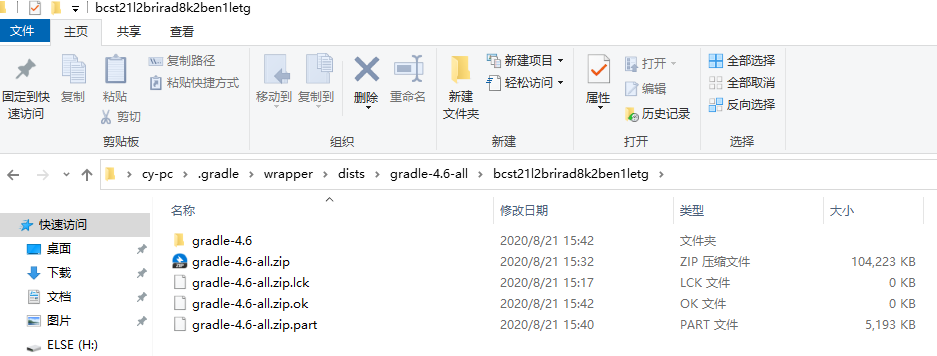 bcst21l2brirad8k2ben1letg
文件 主页 共享 查看
固定到快速访问
复制
粘贴
复制路径
粘贴快捷方式
剪切
剪贴板
移动到
复制到
删除
重命名
组织
新建
文件夹
新建项目
轻松访问
新建
属性
打开
编辑
历史记录
打开
全部选择
全部取消
反向选择
选择
cy-pc › .gradle › wrapper › dists › gradle-4.6-all › bcst21l2brirad8k2ben1letg ›
快速访问
桌面
下载
文档
图片
ELSE (H:)
名称 修改日期 类型 大小
gradle-4.6 2020/8/21 15:42 文件夹
gradle-4.6-all.zip 2020/8/21 15:32 ZIP 压缩文件 104,223 KB
gradle-4.6-all.zip.lck 2020/8/21 15:17 LCK 文件 0 KB
gradle-4.6-all.zip.ok 2020/8/21 15:42 OK 文件 0 KB
gradle-4.6-all.zip.part 2020/8/21 15:40 PART 文件 5,193 KB